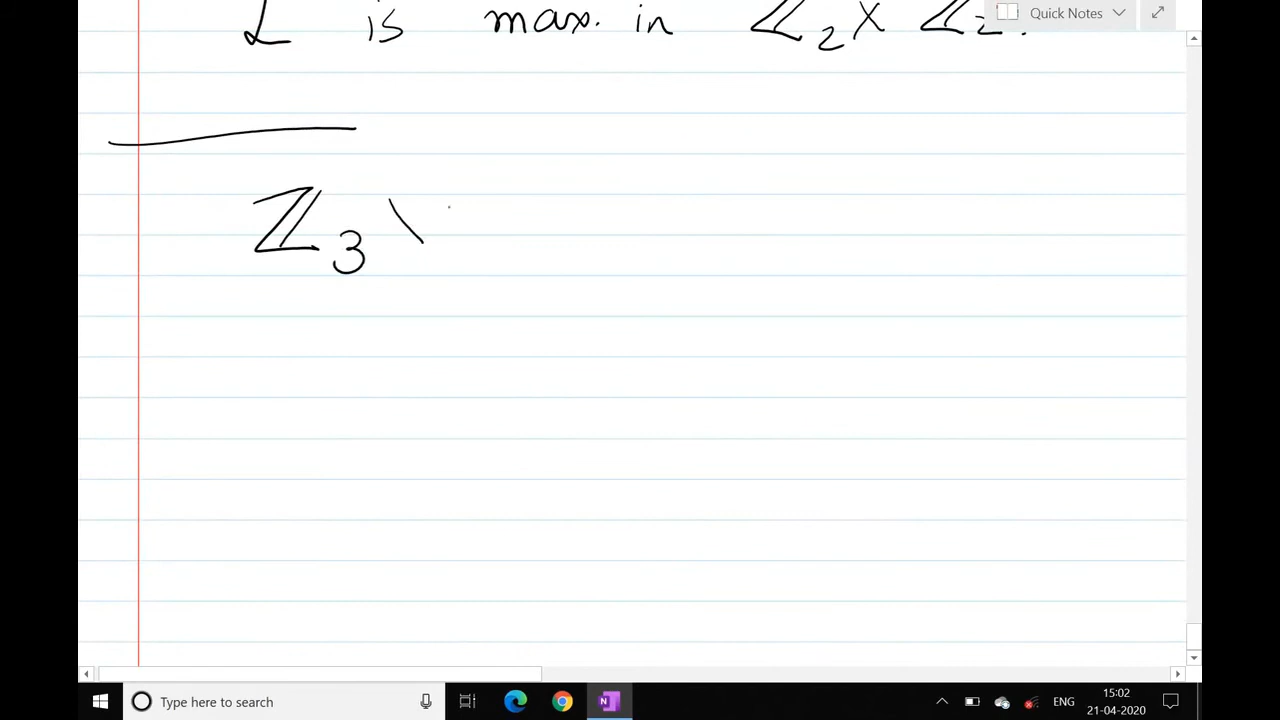 I is max. in ℤ₂ × ℤ₂.
Quick Notes
ℤ₃ \
Type here to search
ENG
15:02
21-04-2020